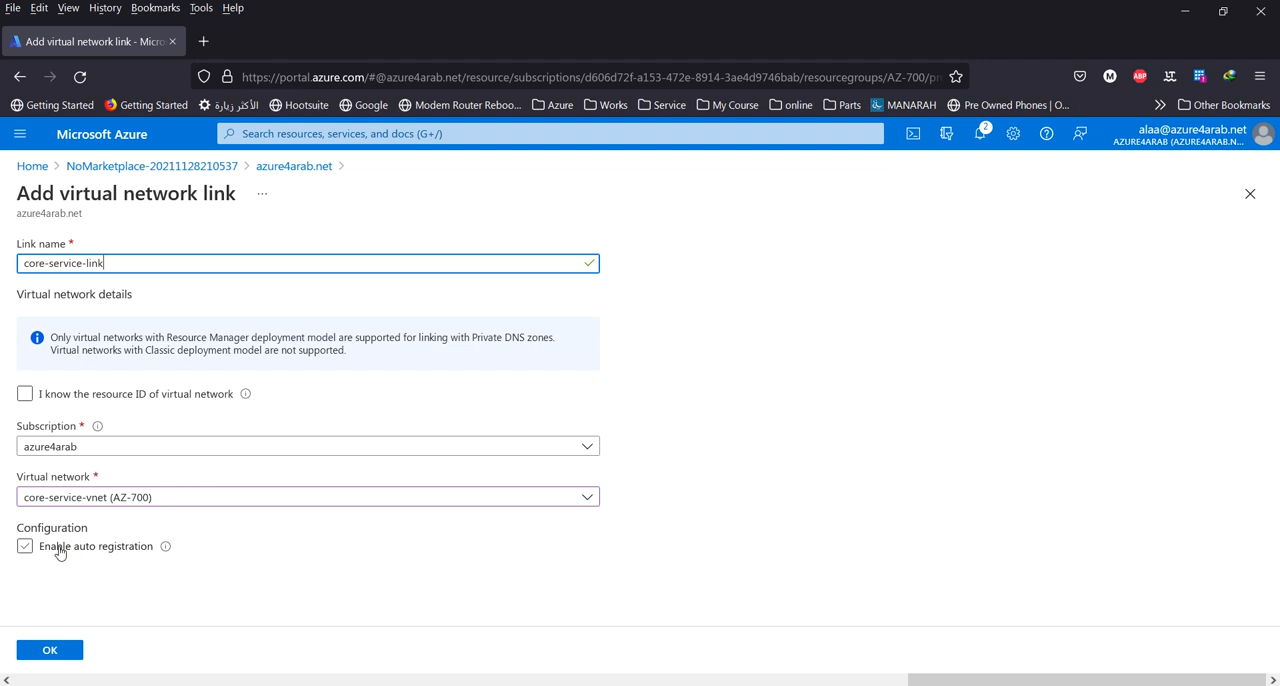 File Edit View History Bookmarks Tools Help
Add virtual network link - Micro
https://portal.azure.com/#@azure4arab.net/resource/subscriptions/d606d72f-a153-472e-8914-3ae4d9746bab/resourcegroups/AZ-700/pr
Getting Started Getting Started الأكثر زيارة Hootsuite Google Modem Router Reboo... Azure Works Service My Course online Parts MANARAH Pre Owned Phones | O... Other Bookmarks
Microsoft Azure Search resources, services, and docs (G+/) 2 alaa@azure4arab.net
AZURE4ARAB (AZURE4ARAB.N...
Home > NoMarketplace-20211128210537 > azure4arab.net >
Add virtual network link ...
azure4arab.net
Link name *
core-service-link
Virtual network details
Only virtual networks with Resource Manager deployment model are supported for linking with Private DNS zones.
Virtual networks with Classic deployment model are not supported.
I know the resource ID of virtual network
Subscription *
azure4arab
Virtual network *
core-service-vnet (AZ-700)
Configuration
Enable auto registration
OK